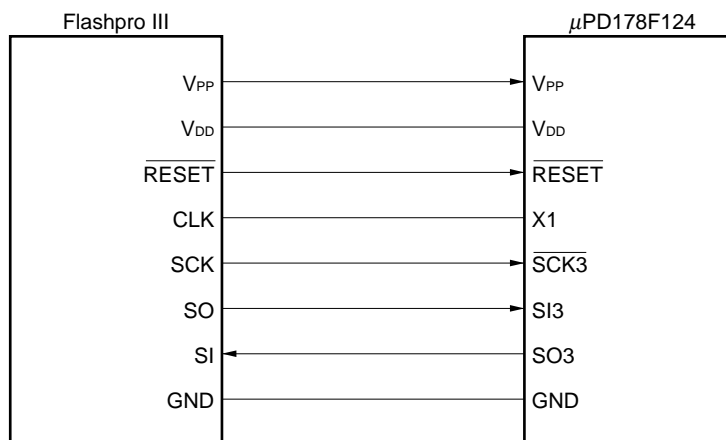 Flashpro III μPD178F124
VPP VPP
VDD VDD
RESET RESET
CLK X1
SCK SCK3
SO SI3
SI SO3
GND GND